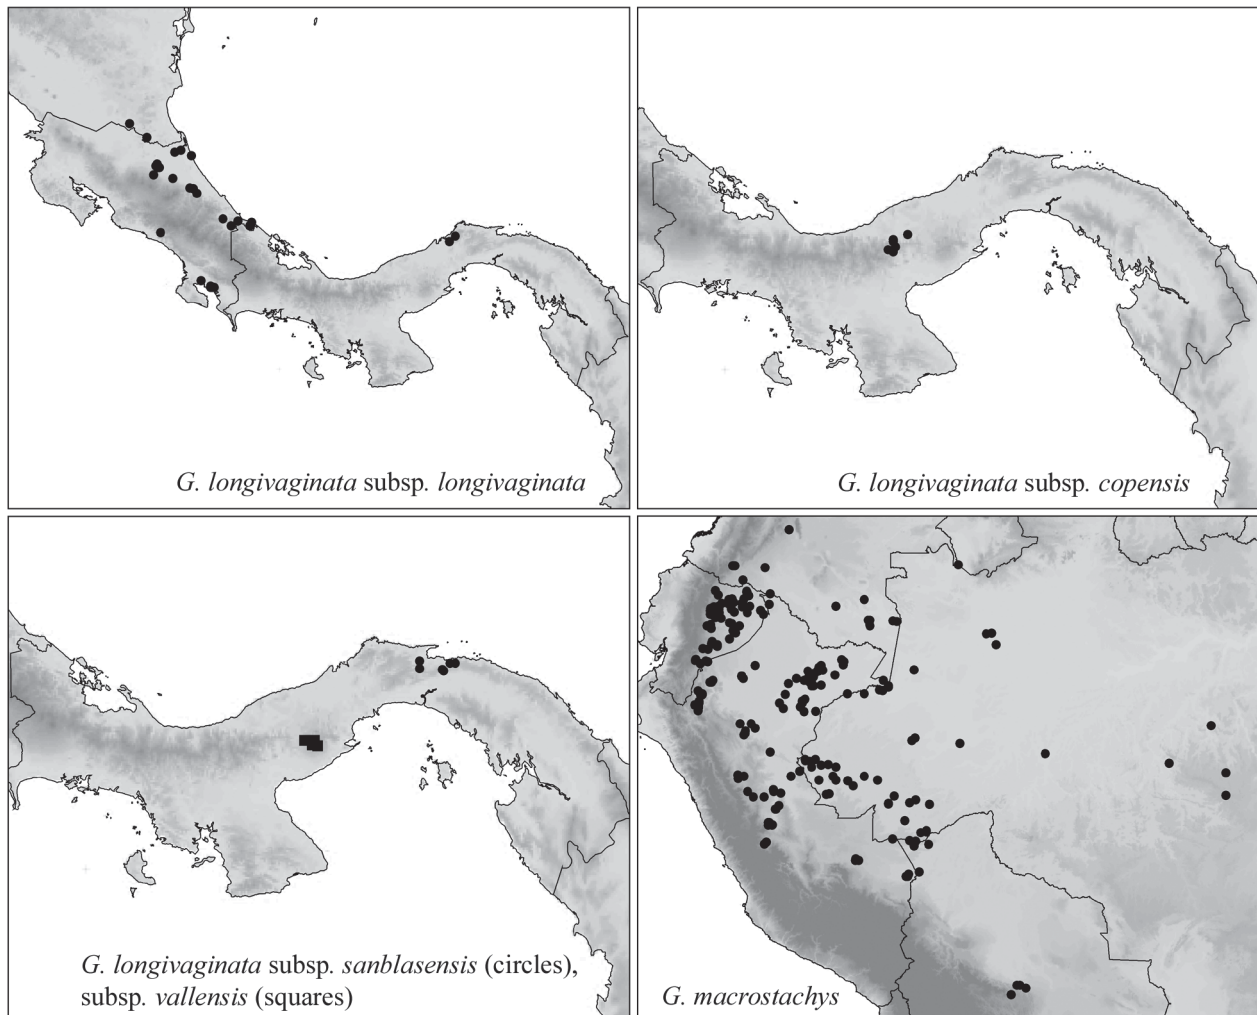 G. longivaginata subsp. longivaginata
G. longivaginata subsp. copensis
G. longivaginata subsp. sanblasensis (circles),
subsp. vallensis (squares)
G. macrostachys